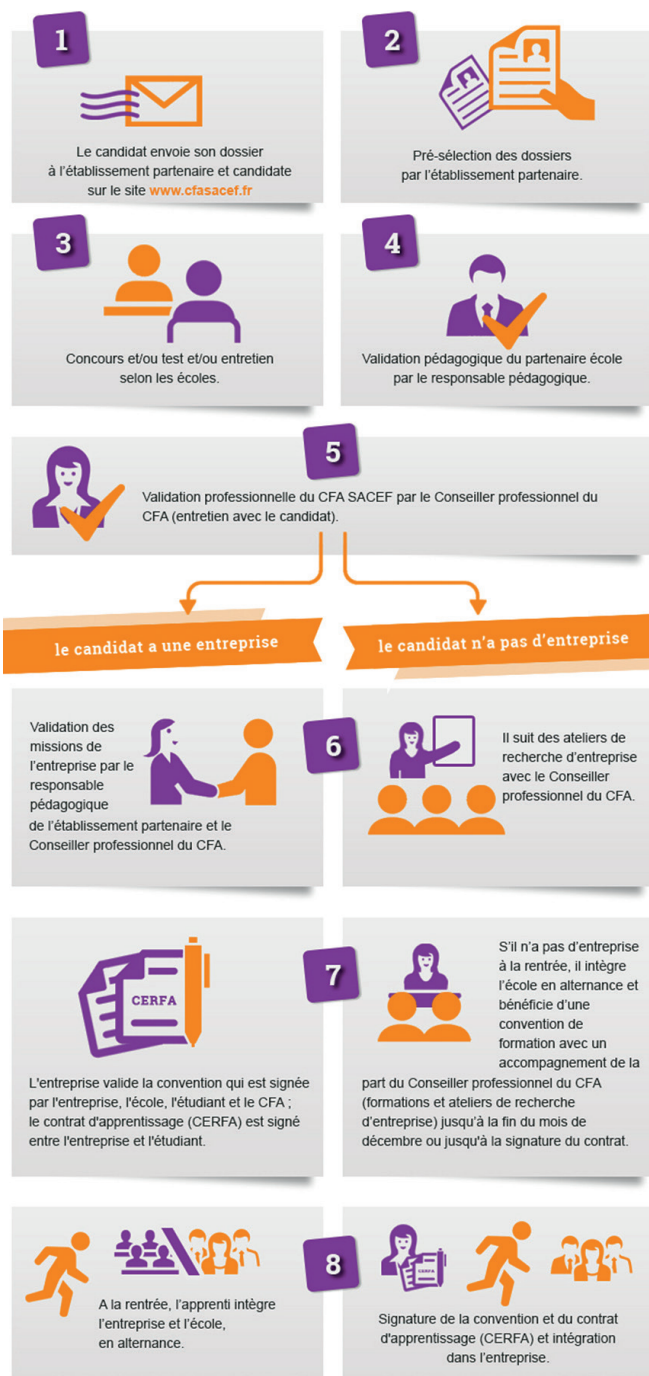 1
Le candidat envoie son dossier
à l'établissement partenaire et candidate
sur le site www.cfasacef.fr
2
Pré-sélection des dossiers
par l'établissement partenaire.
3
Concours et/ou test et/ou entretien
selon les écoles.
4
Validation pédagogique du partenaire école
par le responsable pédagogique.
5
Validation professionnelle du CFA SACEF par le Conseiller professionnel du
CFA (entretien avec le candidat).
le candidat a une entreprise
le candidat n'a pas d'entreprise
6
Validation des
missions de
l'entreprise par le
responsable
pédagogique
de l'établissement partenaire et le
Conseiller professionnel du CFA.
Il suit des ateliers de
recherche d'entreprise
avec le Conseiller
professionnel du CFA.
7
CERFA
L'entreprise valide la convention qui est signée
par l'entreprise, l'école, l'étudiant et le CFA ;
le contrat d'apprentissage (CERFA) est signé
entre l'entreprise et l'étudiant.
S'il n'a pas d'entreprise
à la rentrée, il intègre
l'école en alternance et
bénéficie d'une
convention de
formation avec un
accompagnement de la
part du Conseiller professionnel du CFA
(formations et ateliers de recherche
d'entreprise) jusqu'à la fin du mois de
décembre ou jusqu'à la signature du contrat.
8
A la rentrée, l'apprenti intègre
l'entreprise et l'école,
en alternance.
CERFA
Signature de la convention et du contrat
d'apprentissage (CERFA) et intégration
dans l'entreprise.